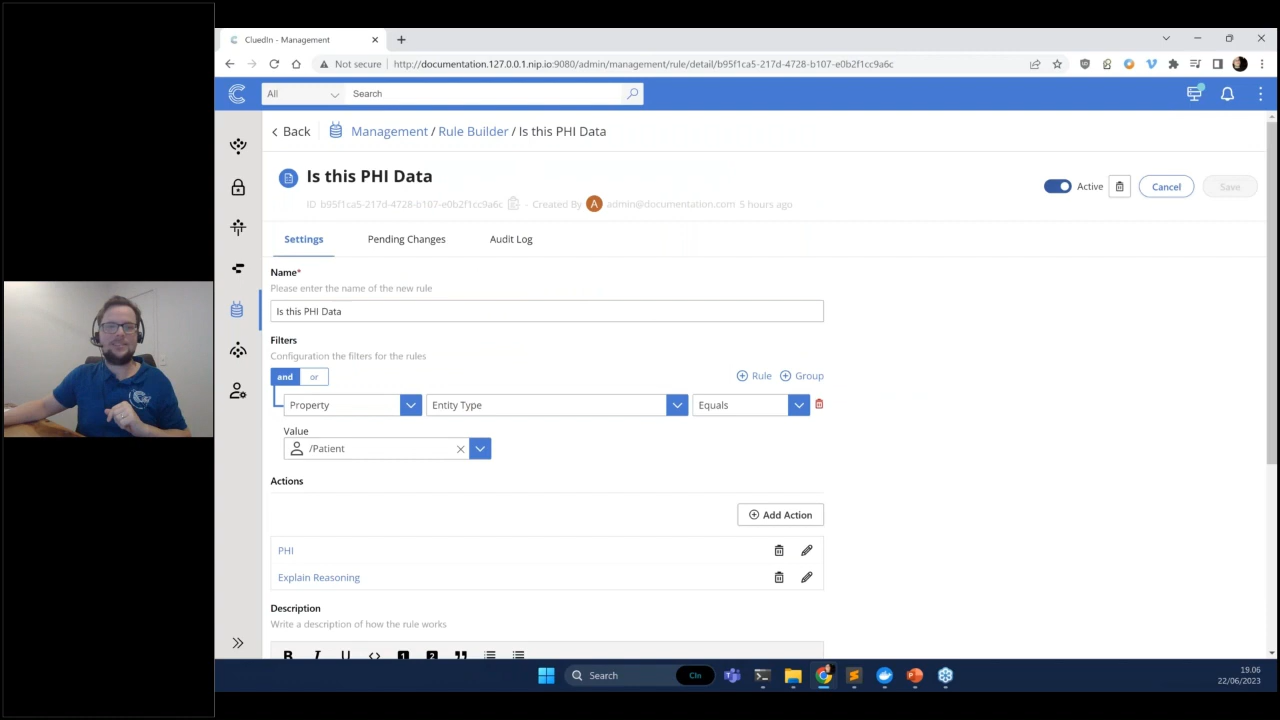 CluedIn - Management
Not secure
http://documentation.127.0.0.1.nip.io:9080/admin/management/rule/detail/b95f1ca5-217d-4728-b107-e0b2f1cc9a6c
All
Search
Back
Management / Rule Builder / Is this PHI Data
Is this PHI Data
Active
Cancel
Save
ID b95f1ca5-217d-4728-b107-e0b2f1cc9a6c · Created By A admin@documentation.com 5 hours ago
Settings
Pending Changes
Audit Log
Name*
Please enter the name of the new rule
Is this PHI Data
Filters
Configuration the filters for the rules
and or
Rule
Group
Property
Entity Type
Equals
Value
/Patient
Actions
Add Action
PHI
Explain Reasoning
Description
Write a description of how the rule works
B I U <> 1 2
Search
19.06
22/06/2023